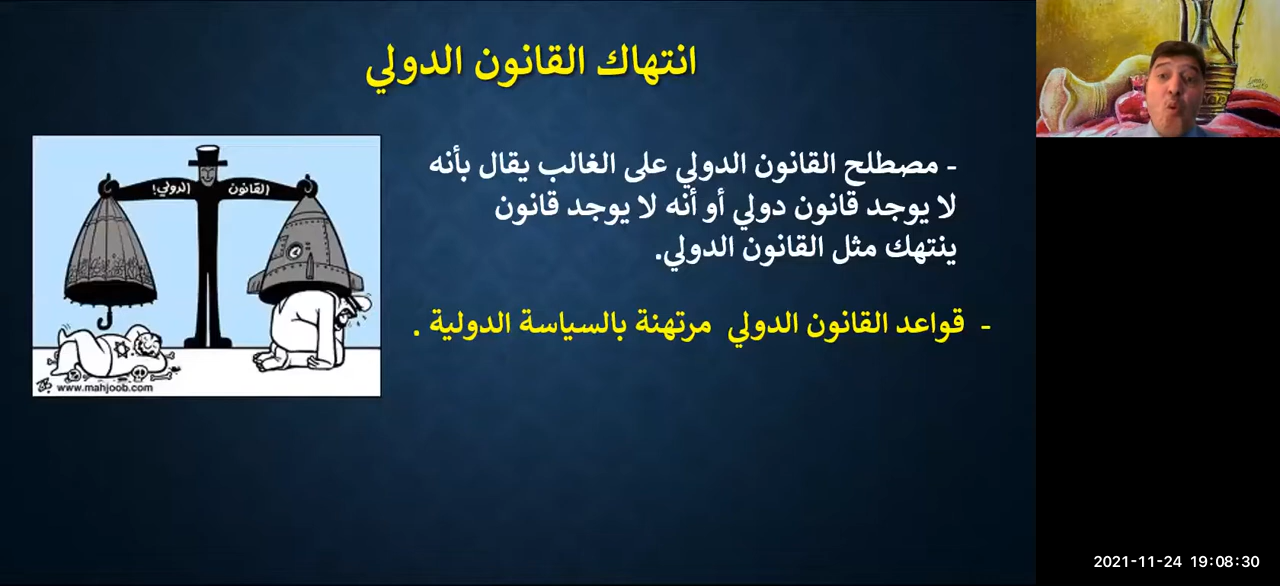 انتهاك القانون الدولي
- مصطلح القانون الدولي على الغالب يقال بأنه
لا يوجد قانون دولي أو أنه لا يوجد قانون
ينتهك مثل القانون الدولي.
- قواعد القانون الدولي مرتهنة بالسياسة الدولية .
القانون الدولي!
www.mahjoob.com
2021-11-24 19:08:30